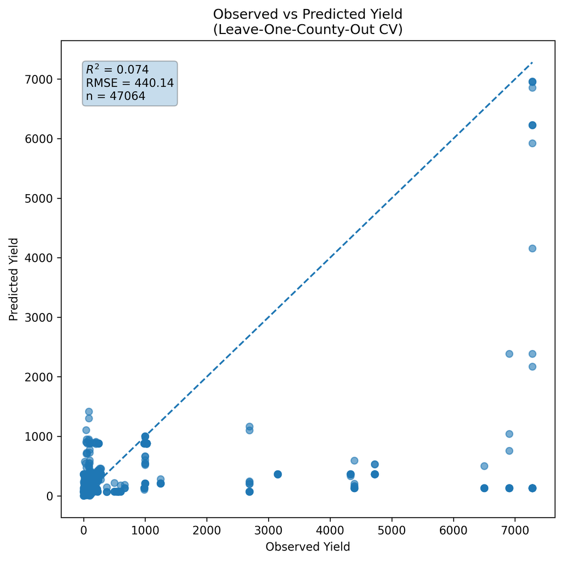 Observed vs Predicted Yield
(Leave-One-County-Out CV)
R² = 0.074
RMSE = 440.14
n = 47064
7000
6000
5000
4000
3000
2000
1000
0
Predicted Yield
0 1000 2000 3000 4000 5000 6000 7000
Observed Yield